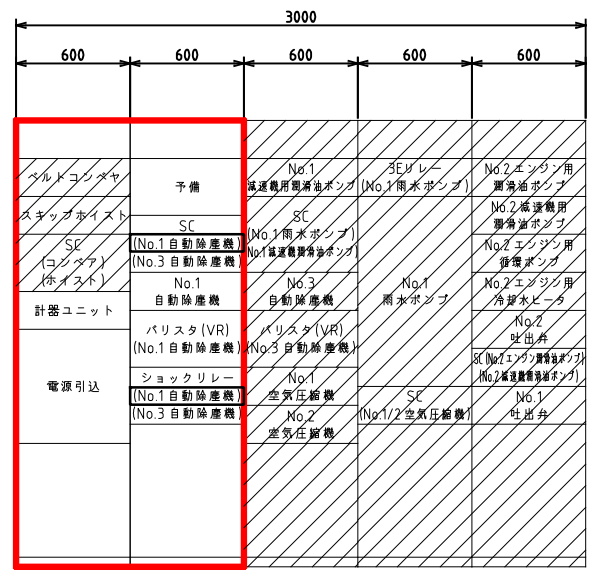 3000
600
600
600
600
600
ベルトコンベヤ
スキップホイスト
SC
(コンベア)
(ホイスト)
計器ユニット
電源引込
予備
SC
(No.1自動除塵機)
(No.3自動除塵機)
No.1
自動除塵機
バリスタ(VR)
(No.1自動除塵機)
ショックリレー
(No.1自動除塵機)
(No.3自動除塵機)
No.1
減速機用潤滑油ポンプ
SC
(No.1雨水ポンプ)
(No.1減速機潤滑油ポンプ)
No.3
自動除塵機
バリスタ(VR)
(No.3自動除塵機)
No.1
空気圧縮機
No.2
空気圧縮機
3Eリレー
(No.1雨水ポンプ)
No.1
雨水ポンプ
SC
(No.1/2空気圧縮機)
No.2エンジン用
潤滑油ポンプ
No.2減速機用
潤滑油ポンプ
No.2エンジン用
循環ポンプ
No.2エンジン用
冷却水ヒータ
No.2
吐出弁
SC(No.2エンジン潤滑油ポンプ)
(No.2減速機潤滑油ポンプ)
No.1
吐出弁